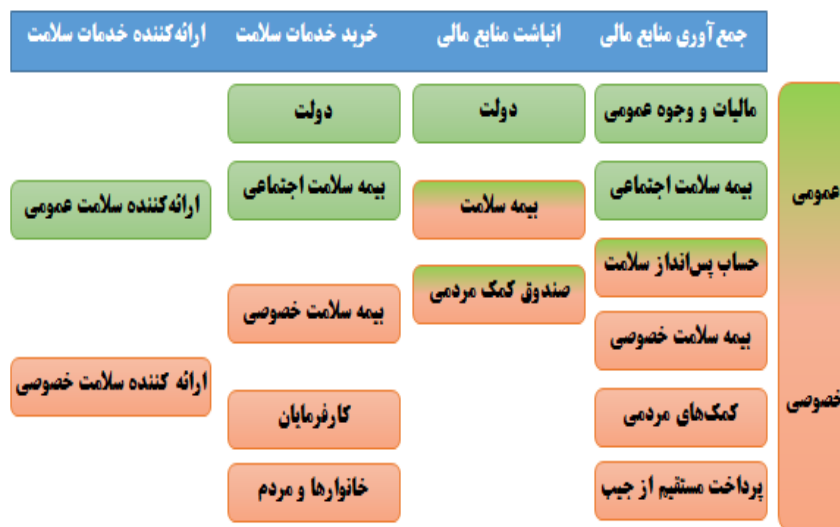 جمع‌آوری منابع مالی
انباشت منابع مالی
خرید خدمات سلامت
ارائه‌کننده خدمات سلامت
مالیات و وجوه عمومی
دولت
دولت
بیمه سلامت اجتماعی
بیمه سلامت
بیمه سلامت اجتماعی
ارائه‌کننده سلامت عمومی
عمومی
حساب پس‌انداز سلامت
صندوق کمک مردمی
بیمه سلامت خصوصی
بیمه سلامت خصوصی
ارائه کننده سلامت خصوصی
خصوصی
کمک‌های مردمی
کارفرمایان
پرداخت مستقیم از جیب
خانوارها و مردم